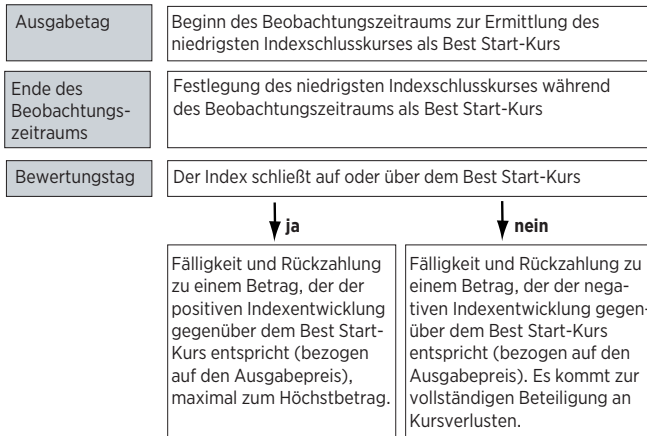 Ausgabetag
Beginn des Beobachtungszeitraums zur Ermittlung des
niedrigsten Indexschlusskurses als Best Start-Kurs
Ende des
Beobachtungs-
zeitraums
Festlegung des niedrigsten Indexschlusskurses während
des Beobachtungszeitraums als Best Start-Kurs
Bewertungstag
Der Index schließt auf oder über dem Best Start-Kurs
ja
nein
Fälligkeit und Rückzahlung
zu einem Betrag, der der
positiven Indexentwicklung
gegenüber dem Best Start-
Kurs entspricht (bezogen
auf den Ausgabepreis),
maximal zum Höchstbetrag.
Fälligkeit und Rückzahlung zu
einem Betrag, der der nega-
tiven Indexentwicklung gegen-
über dem Best Start-Kurs
entspricht (bezogen auf den
Ausgabepreis). Es kommt zur
vollständigen Beteiligung an
Kursverlusten.